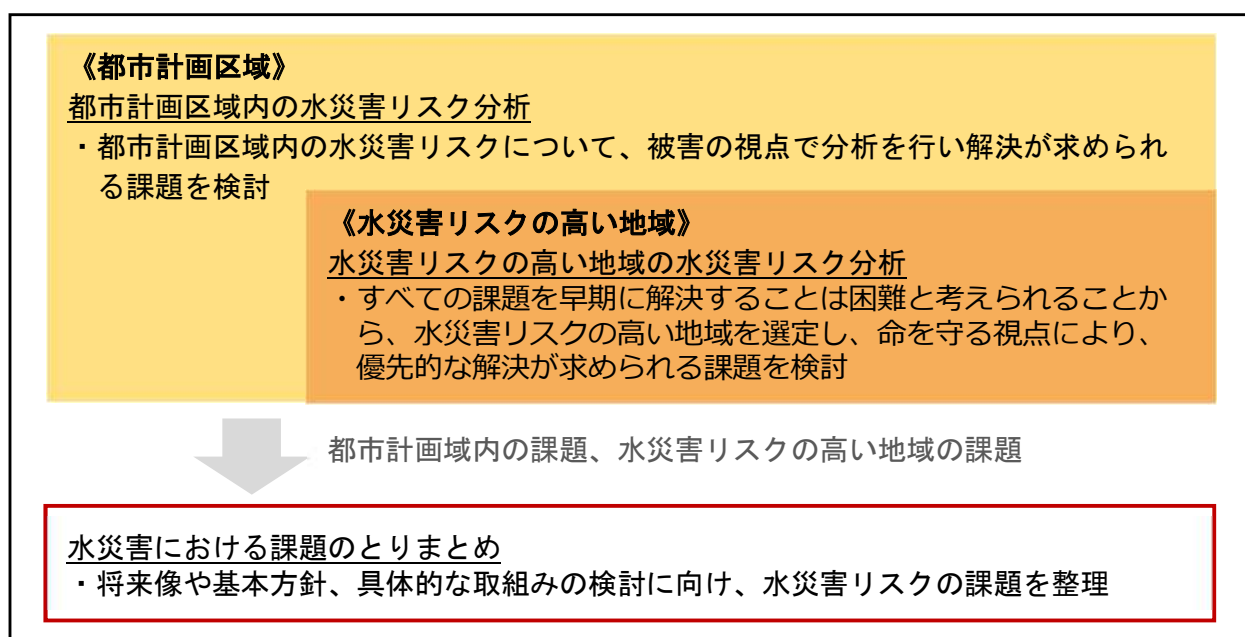 《都市計画区域》
都市計画区域内の水災害リスク分析
・都市計画区域内の水災害リスクについて、被害の視点で分析を行い解決が求められ
る課題を検討
《水災害リスクの高い地域》
水災害リスクの高い地域の水災害リスク分析
・すべての課題を早期に解決することは困難と考えられることか
ら、水災害リスクの高い地域を選定し、命を守る視点により、
優先的な解決が求められる課題を検討
都市計画域内の課題、水災害リスクの高い地域の課題
水災害における課題のとりまとめ
・将来像や基本方針、具体的な取組みの検討に向け、水災害リスクの課題を整理